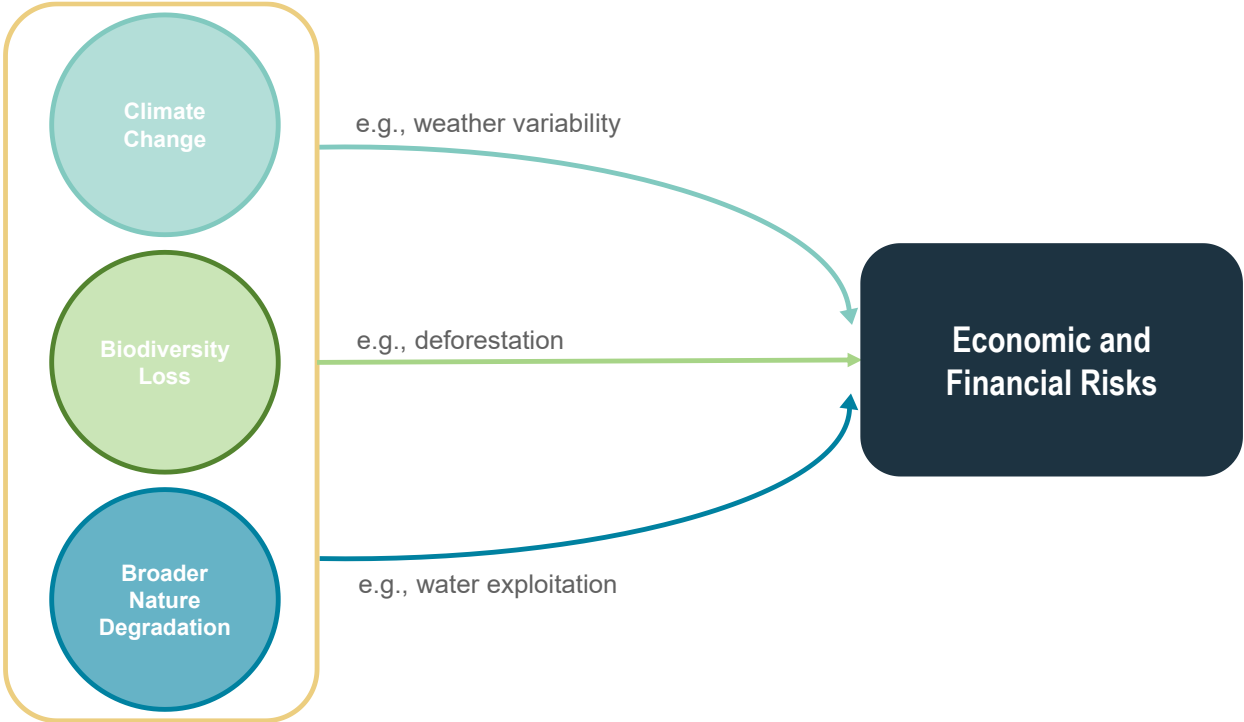 Climate
Change
e.g., weather variability
Biodiversity
Loss
e.g., deforestation
Economic and
Financial Risks
Broader
Nature
Degradation
e.g., water exploitation